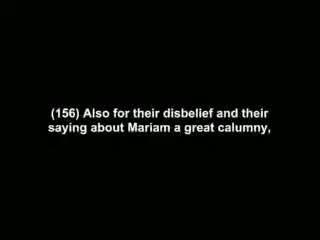 (156) Also for their disbelief and their
saying about Mariam a great calumny,